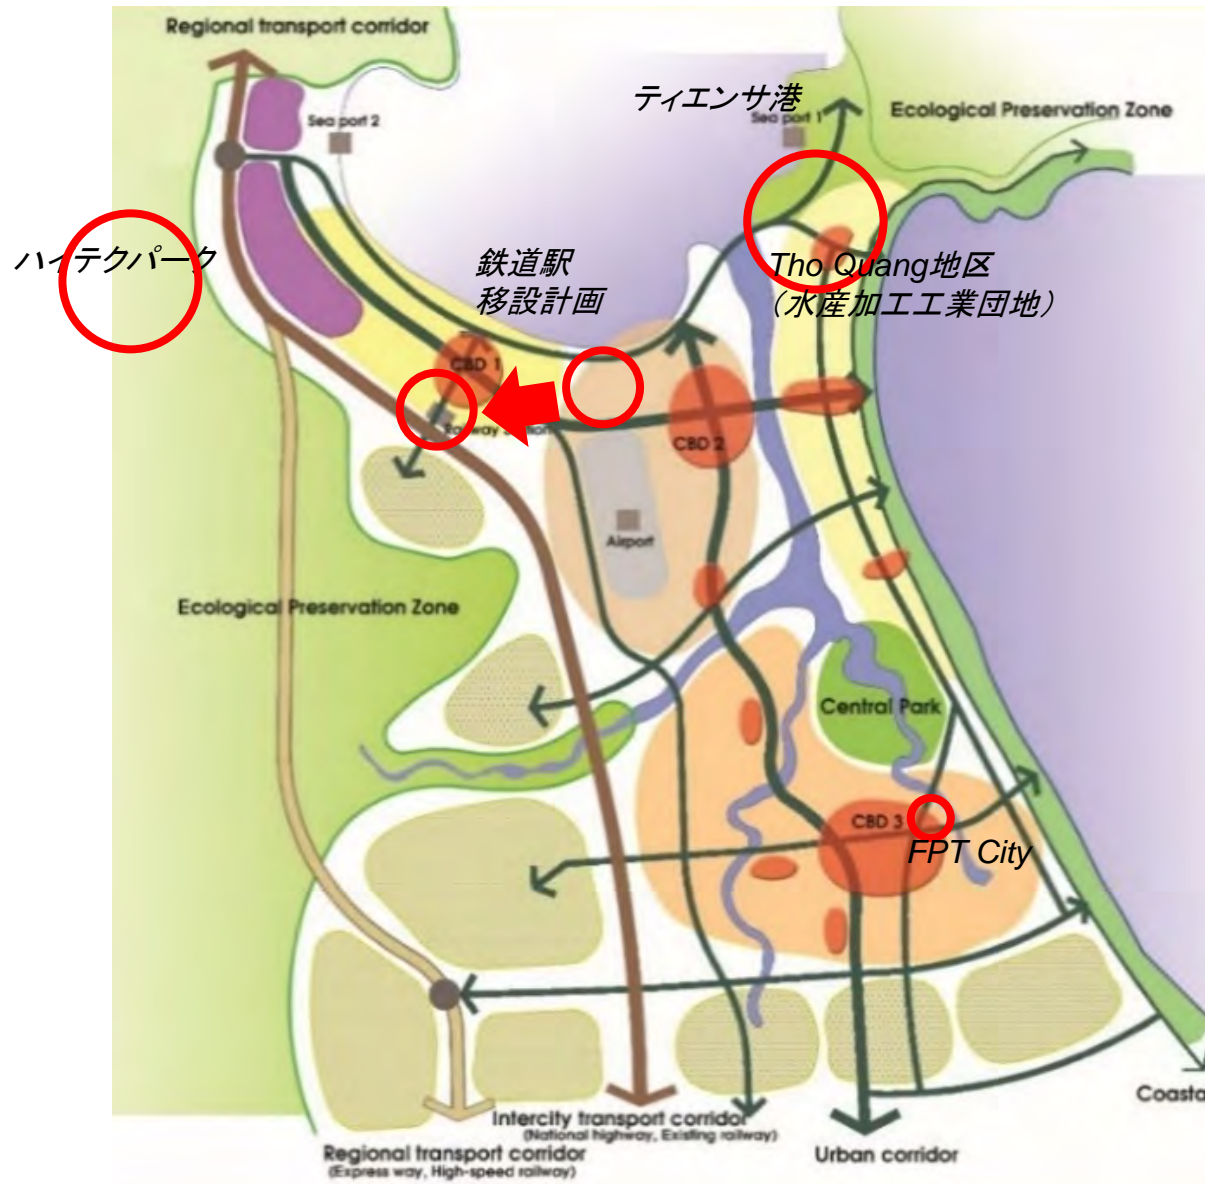 Regional transport corridor
ティエンサ港
Sea port 2
Sea port 1
Ecological Preservation Zone
ハイテクパーク
鉄道駅
移設計画
Tho Quang地区
（水産加工工業団地）
CBD 1
Railway Station
CBD 2
Airport
Ecological Preservation Zone
Central Park
CBD 3
FPT City
Coasta
Intercity transport corridor
(National highway, Existing railway)
Regional transport corridor
(Express way, High-speed railway)
Urban corridor